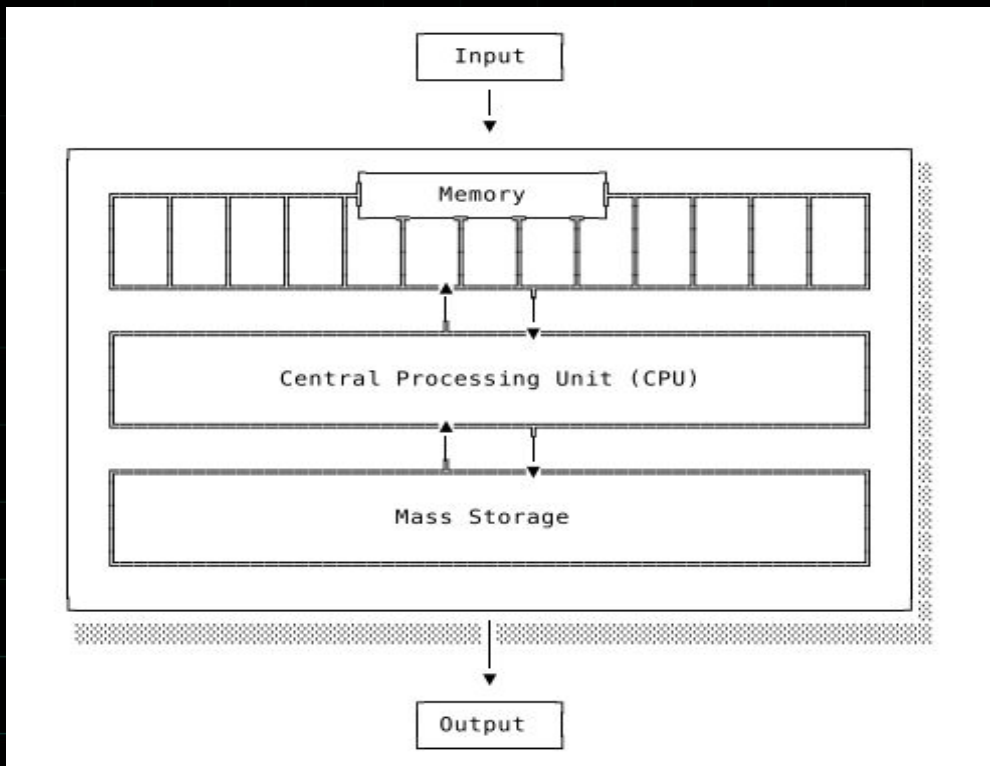 Input
Memory
Central Processing Unit (CPU)
Mass Storage
Output